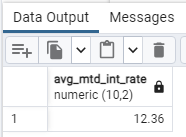 Data Output Messages
avg_mtd_int_rate
numeric (10,2)
1 12.36